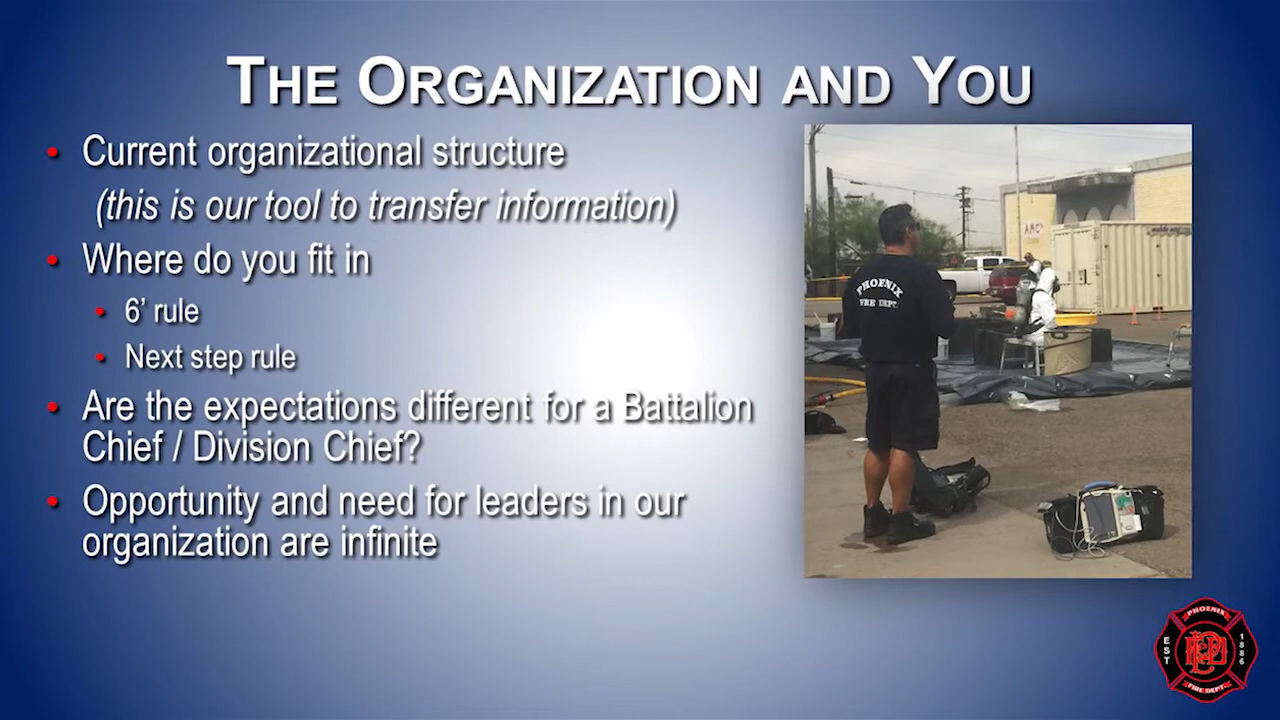 THE ORGANIZATION AND YOU
• Current organizational structure
(this is our tool to transfer information)
• Where do you fit in
• 6' rule
• Next step rule
• Are the expectations different for a Battalion
Chief / Division Chief?
• Opportunity and need for leaders in our
organization are infinite
PHOENIX
FIRE DEPT.
AMC
PHOENIX
EST
1886
PFD
FIRE DEPT.